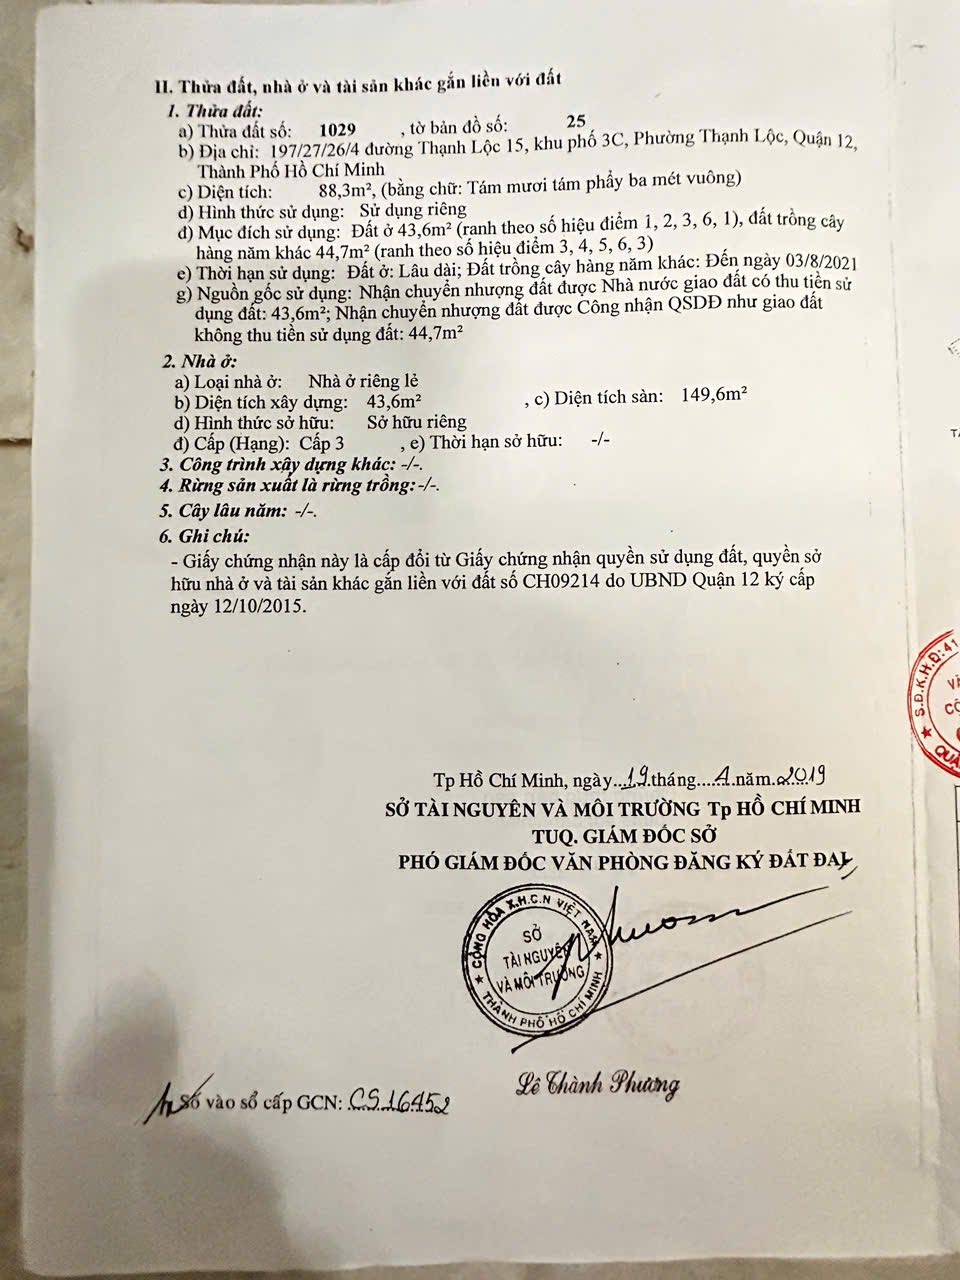 II. Thửa đất, nhà ở và tài sản khác gắn liền với đất
1. Thửa đất:
a) Thửa đất số: 1029 , tờ bản đồ số: 25
b) Địa chỉ: 197/27/26/4 đường Thạnh Lộc 15, khu phố 3C, Phường Thạnh Lộc, Quận 12,
Thành Phố Hồ Chí Minh
c) Diện tích: 88,3m², (bằng chữ: Tám mươi tám phẩy ba mét vuông)
d) Hình thức sử dụng: Sử dụng riêng
đ) Mục đích sử dụng: Đất ở 43,6m² (ranh theo số hiệu điểm 1, 2, 3, 6, 1), đất trồng cây
hàng năm khác 44,7m² (ranh theo số hiệu điểm 3, 4, 5, 6, 3)
e) Thời hạn sử dụng: Đất ở: Lâu dài; Đất trồng cây hàng năm khác: Đến ngày 03/8/2021
g) Nguồn gốc sử dụng: Nhận chuyển nhượng đất được Nhà nước giao đất có thu tiền sử
dụng đất: 43,6m²; Nhận chuyển nhượng đất được Công nhận QSDĐ như giao đất
không thu tiền sử dụng đất: 44,7m²
2. Nhà ở:
a) Loại nhà ở: Nhà ở riêng lẻ
b) Diện tích xây dựng: 43,6m² , c) Diện tích sàn: 149,6m²
d) Hình thức sở hữu: Sở hữu riêng
đ) Cấp (Hạng): Cấp 3 , e) Thời hạn sở hữu: -/-
3. Công trình xây dựng khác: -/-.
4. Rừng sản xuất là rừng trồng: -/-.
5. Cây lâu năm: -/-.
6. Ghi chú:
- Giấy chứng nhận này là cấp đổi từ Giấy chứng nhận quyền sử dụng đất, quyền sở
hữu nhà ở và tài sản khác gắn liền với đất số CH09214 do UBND Quận 12 ký cấp
ngày 12/10/2015.
S.Đ.K.H.Đ:41
QUẬ
Tp Hồ Chí Minh, ngày..19.tháng....4.năm.2019
SỞ TÀI NGUYÊN VÀ MÔI TRƯỜNG Tp HỒ CHÍ MINH
TUQ. GIÁM ĐỐC SỞ
PHÓ GIÁM ĐỐC VĂN PHÒNG ĐĂNG KÝ ĐẤT ĐAI
CỘNG HÒA X.H.C.N VIỆT NAM
SỞ
TÀI NGUYÊN
VÀ MÔI TRƯỜNG
THÀNH PHỐ HỒ CHÍ MINH
Lê Thành Phương
Số vào sổ cấp GCN: CS16452